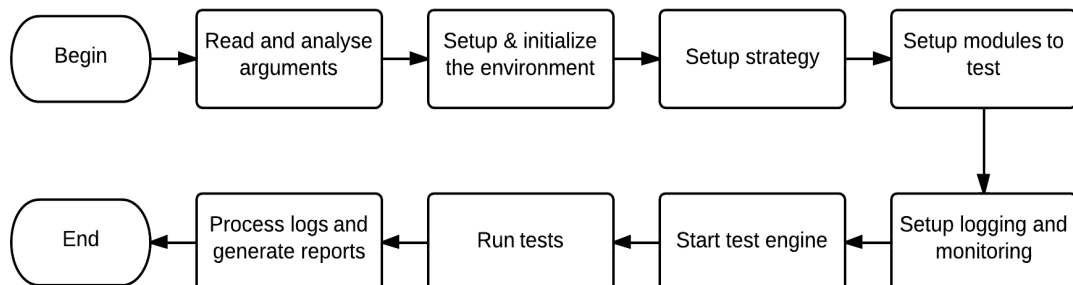 Begin
Read and analyse
arguments
Setup & initialize
the environment
Setup strategy
Setup modules to
test
Setup logging and
monitoring
Start test engine
Run tests
Process logs and
generate reports
End